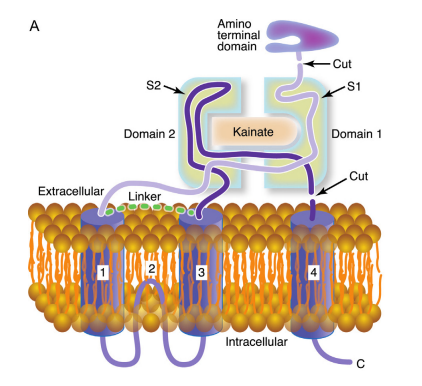 A
Amino
terminal
domain
Cut
S2
S1
Domain 2
Kainate
Domain 1
Cut
Extracellular
Linker
1
2
3
4
Intracellular
C